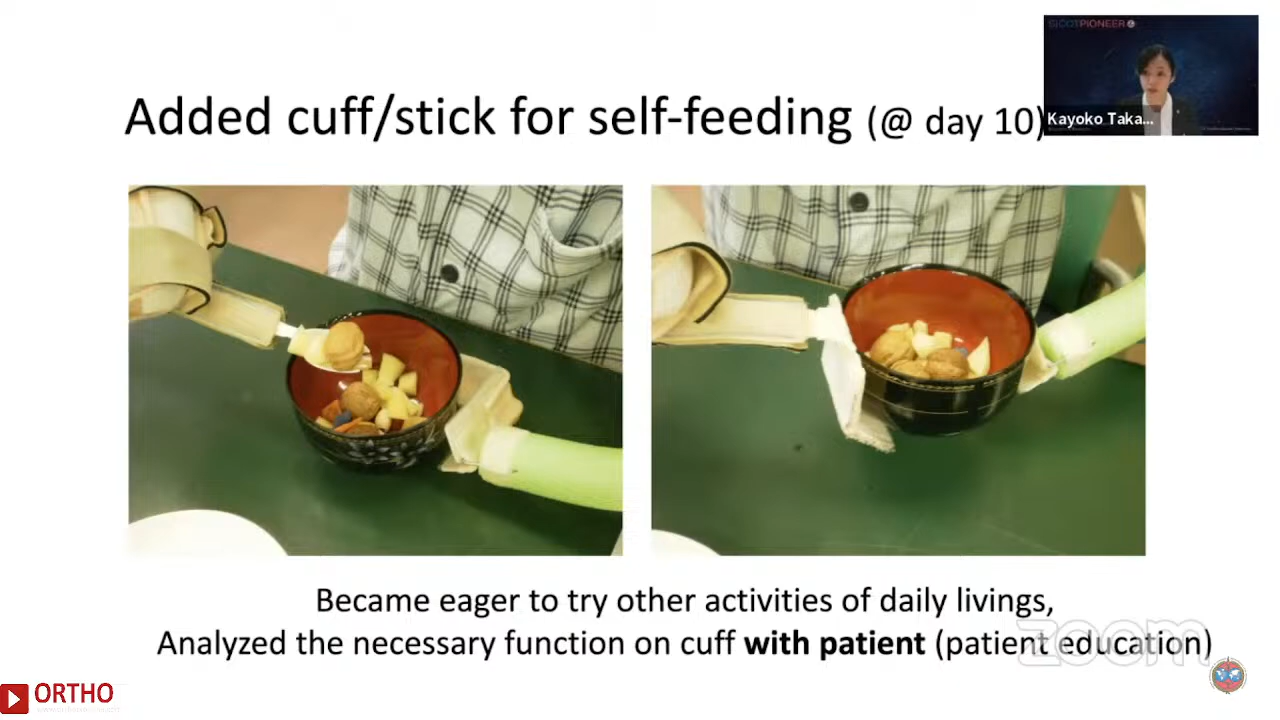 Added cuff/stick for self-feeding (@ day 10)
Kayoko Taka...
Became eager to try other activities of daily livings,
Analyzed the necessary function on cuff with patient (patient education)
zoom
ORTHO